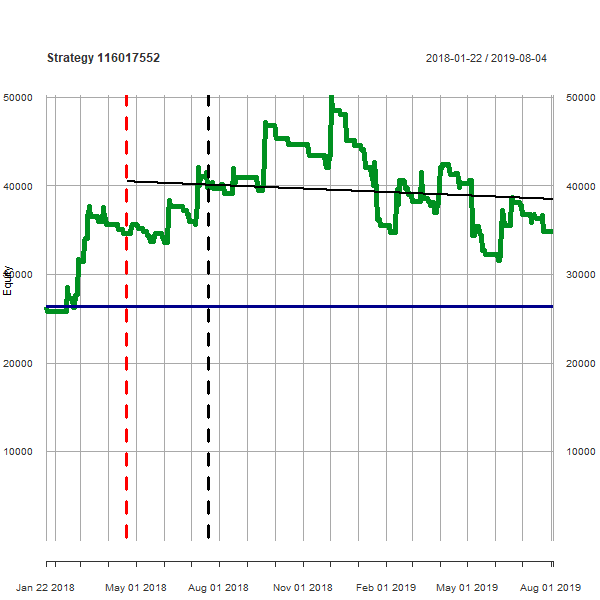 Strategy 116017552
2018-01-22 / 2019-08-04
50000 50000
40000 40000
Equity
30000 30000
20000 20000
10000 10000
Jan 22 2018 May 01 2018 Aug 01 2018 Nov 01 2018 Feb 01 2019 May 01 2019 Aug 01 2019